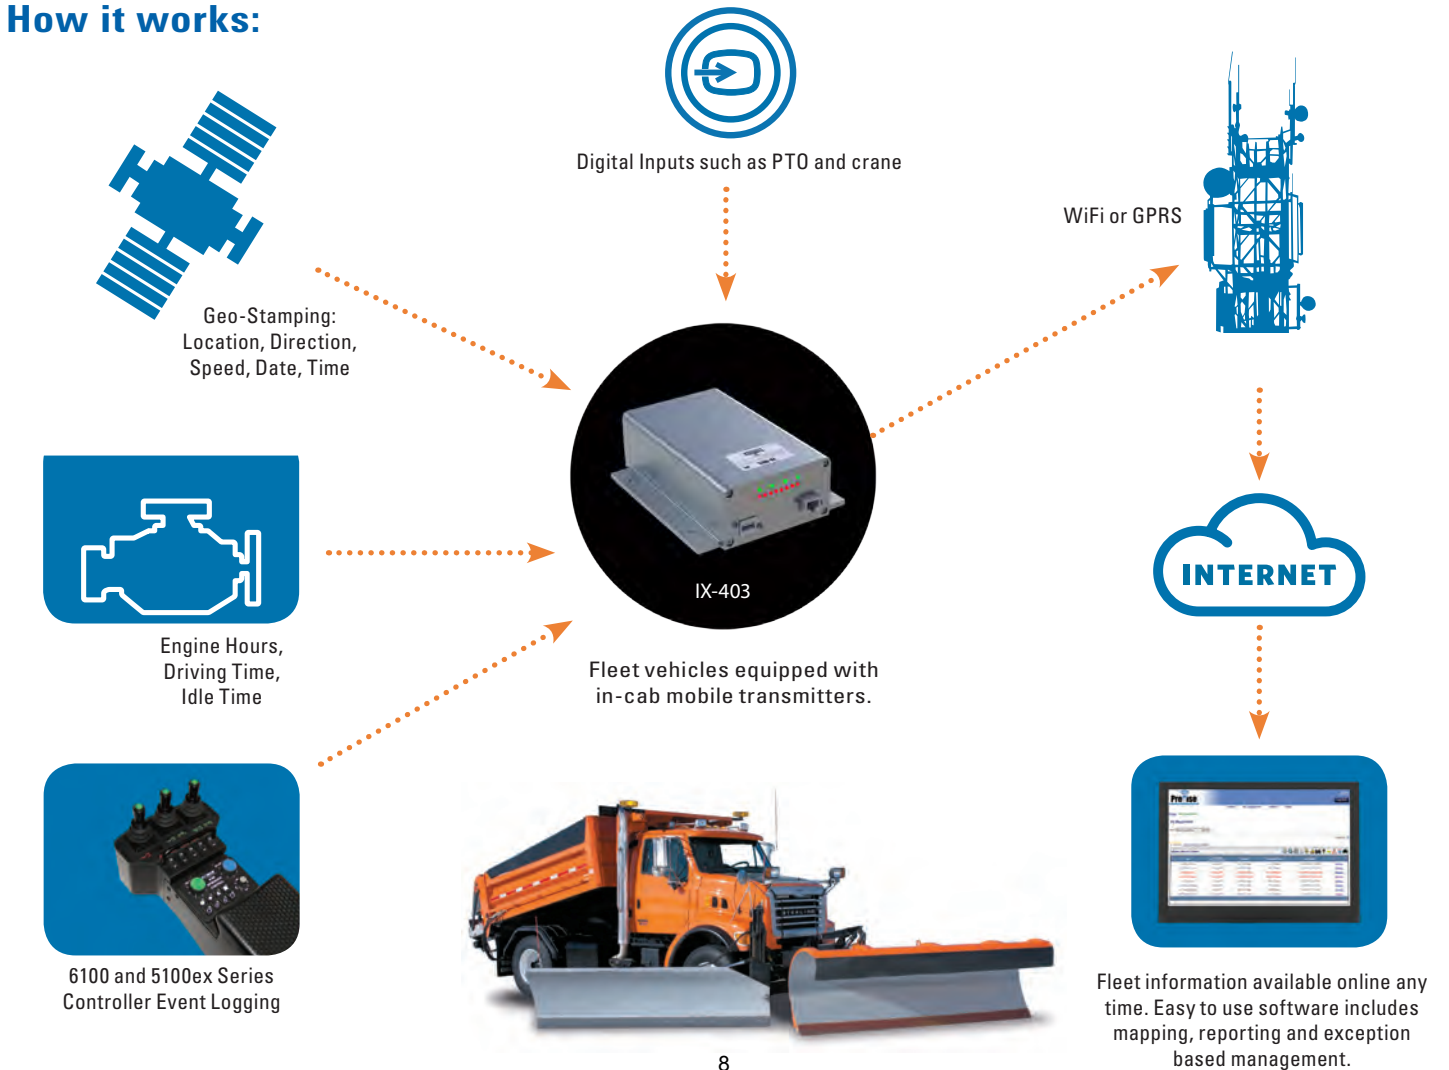 How it works:
Digital Inputs such as PTO and crane
WiFi or GPRS
Geo-Stamping:
Location, Direction,
Speed, Date, Time
IX-403
INTERNET
Engine Hours,
Driving Time,
Idle Time
Fleet vehicles equipped with
in-cab mobile transmitters.
6100 and 5100ex Series
Controller Event Logging
STERLING
Fleet information available online any
time. Easy to use software includes
mapping, reporting and exception
based management.
8